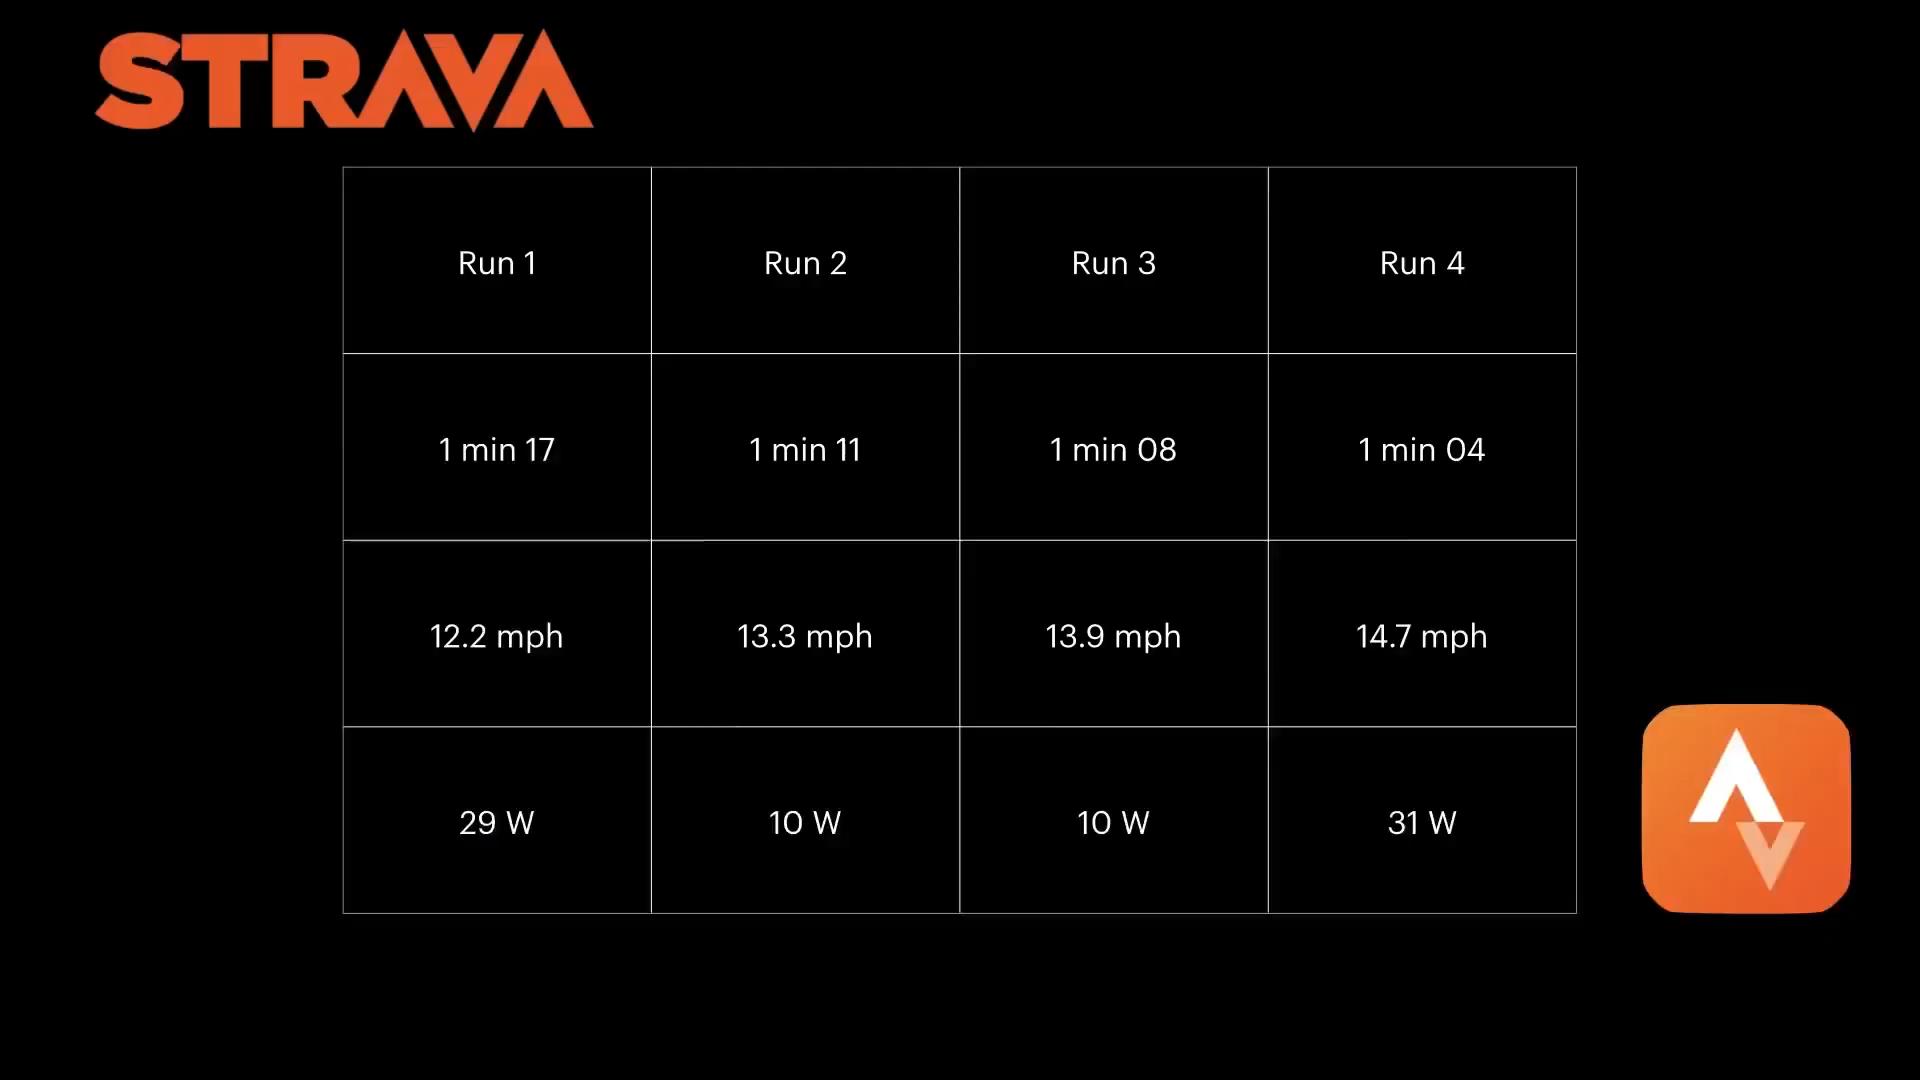 STRAVA
Run 1 Run 2 Run 3 Run 4
1 min 17 1 min 11 1 min 08 1 min 04
12.2 mph 13.3 mph 13.9 mph 14.7 mph
29 W 10 W 10 W 31 W